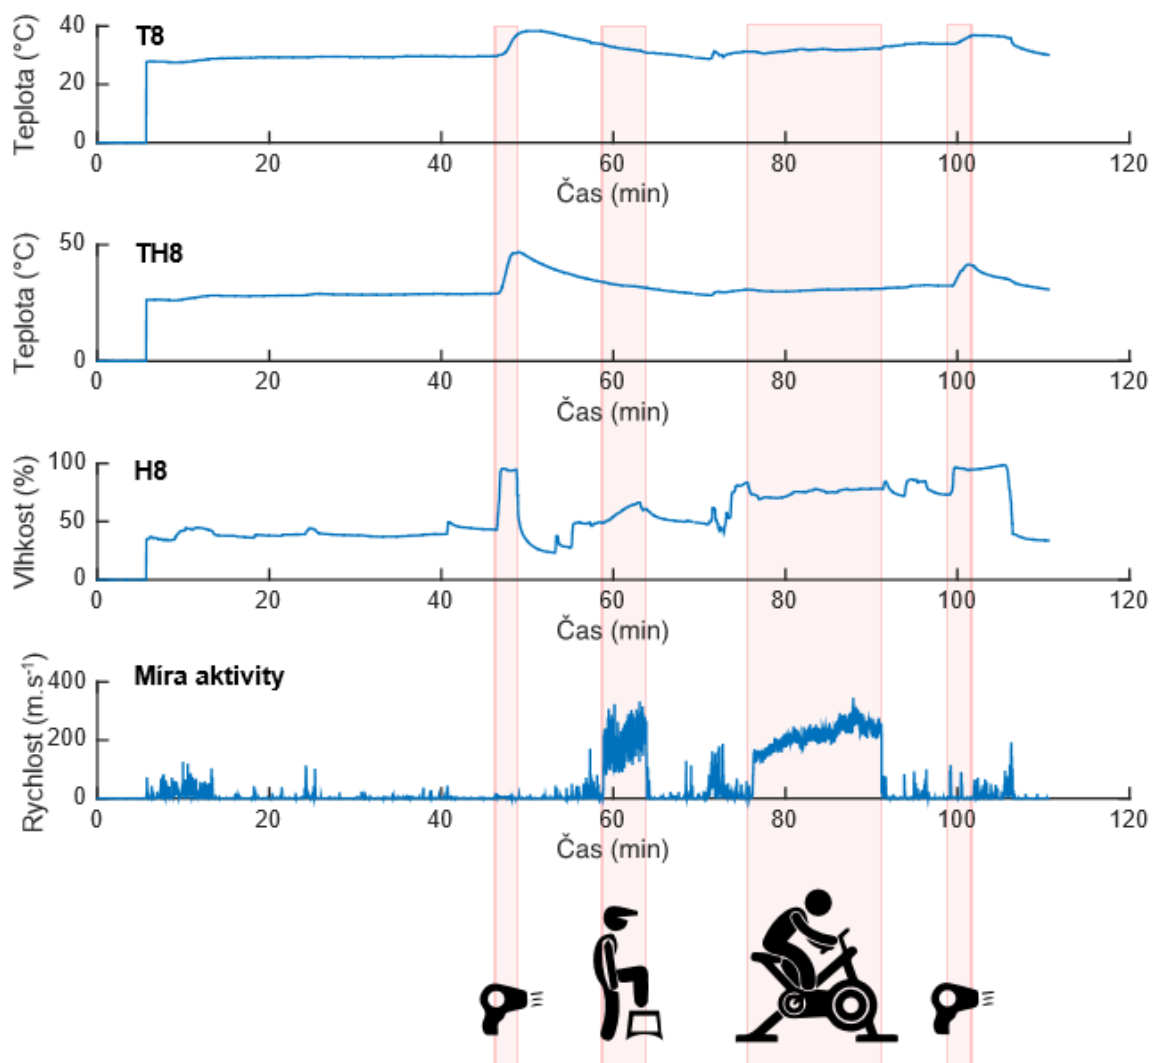 T8
Teplota (°C)
40
20
0
0 20 40 60 80 100 120
Čas (min)
TH8
Teplota (°C)
50
0
0 20 40 60 80 100 120
Čas (min)
H8
Vlhkost (%)
100
50
0
0 20 40 60 80 100 120
Čas (min)
Míra aktivity
Rychlost (m.s⁻¹)
400
200
0
0 20 40 60 80 100 120
Čas (min)